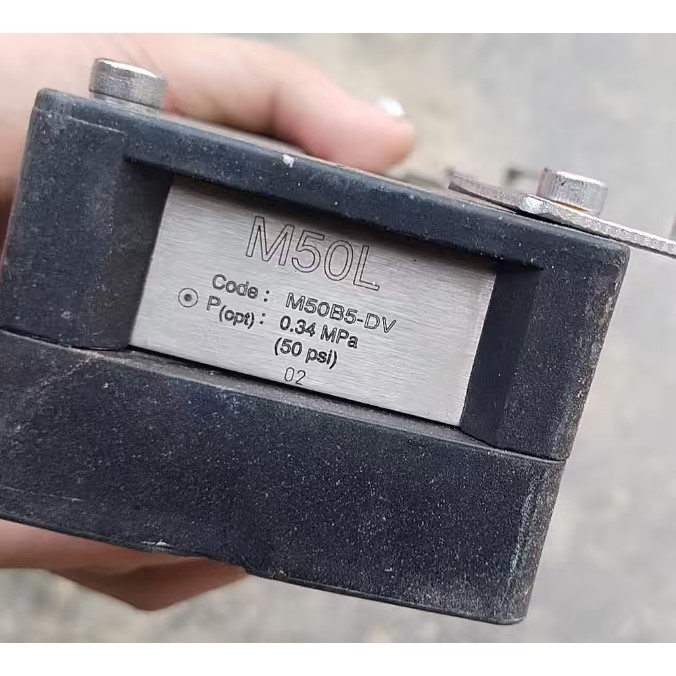 M50L
Code : M50B5-DV
P(opt) : 0.34 MPa
(50 psi)
02